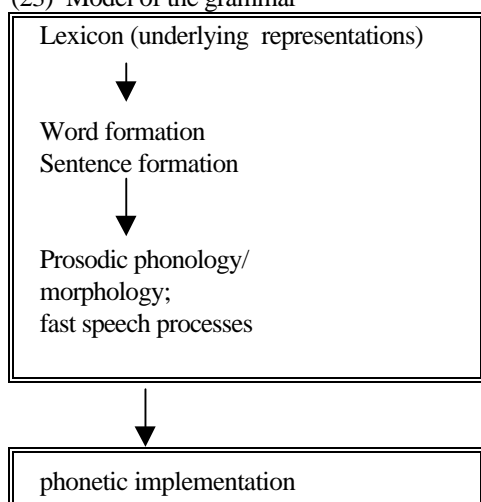 (23) Model of the grammar
Lexicon (underlying representations)
Word formation
Sentence formation
Prosodic phonology/
morphology;
fast speech processes
phonetic implementation